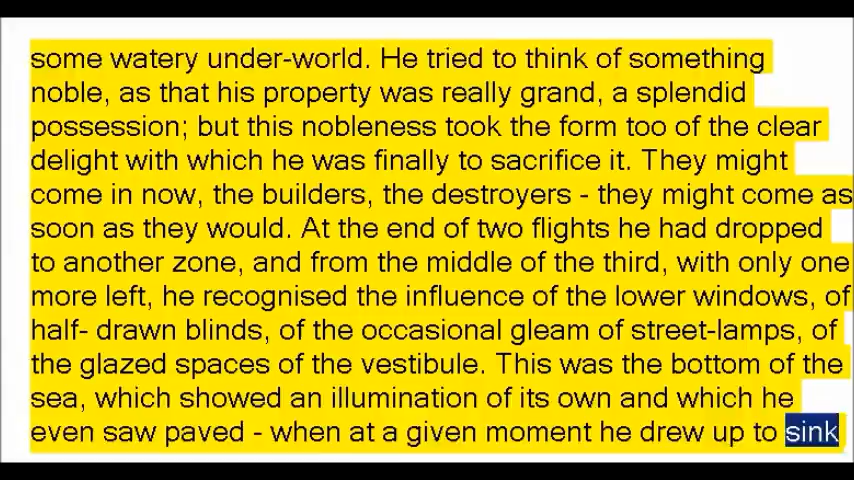 some watery under-world. He tried to think of something
noble, as that his property was really grand, a splendid
possession; but this nobleness took the form too of the clear
delight with which he was finally to sacrifice it. They might
come in now, the builders, the destroyers - they might come as
soon as they would. At the end of two flights he had dropped
to another zone, and from the middle of the third, with only one
more left, he recognised the influence of the lower windows, of
half- drawn blinds, of the occasional gleam of street-lamps, of
the glazed spaces of the vestibule. This was the bottom of the
sea, which showed an illumination of its own and which he
even saw paved - when at a given moment he drew up to sink